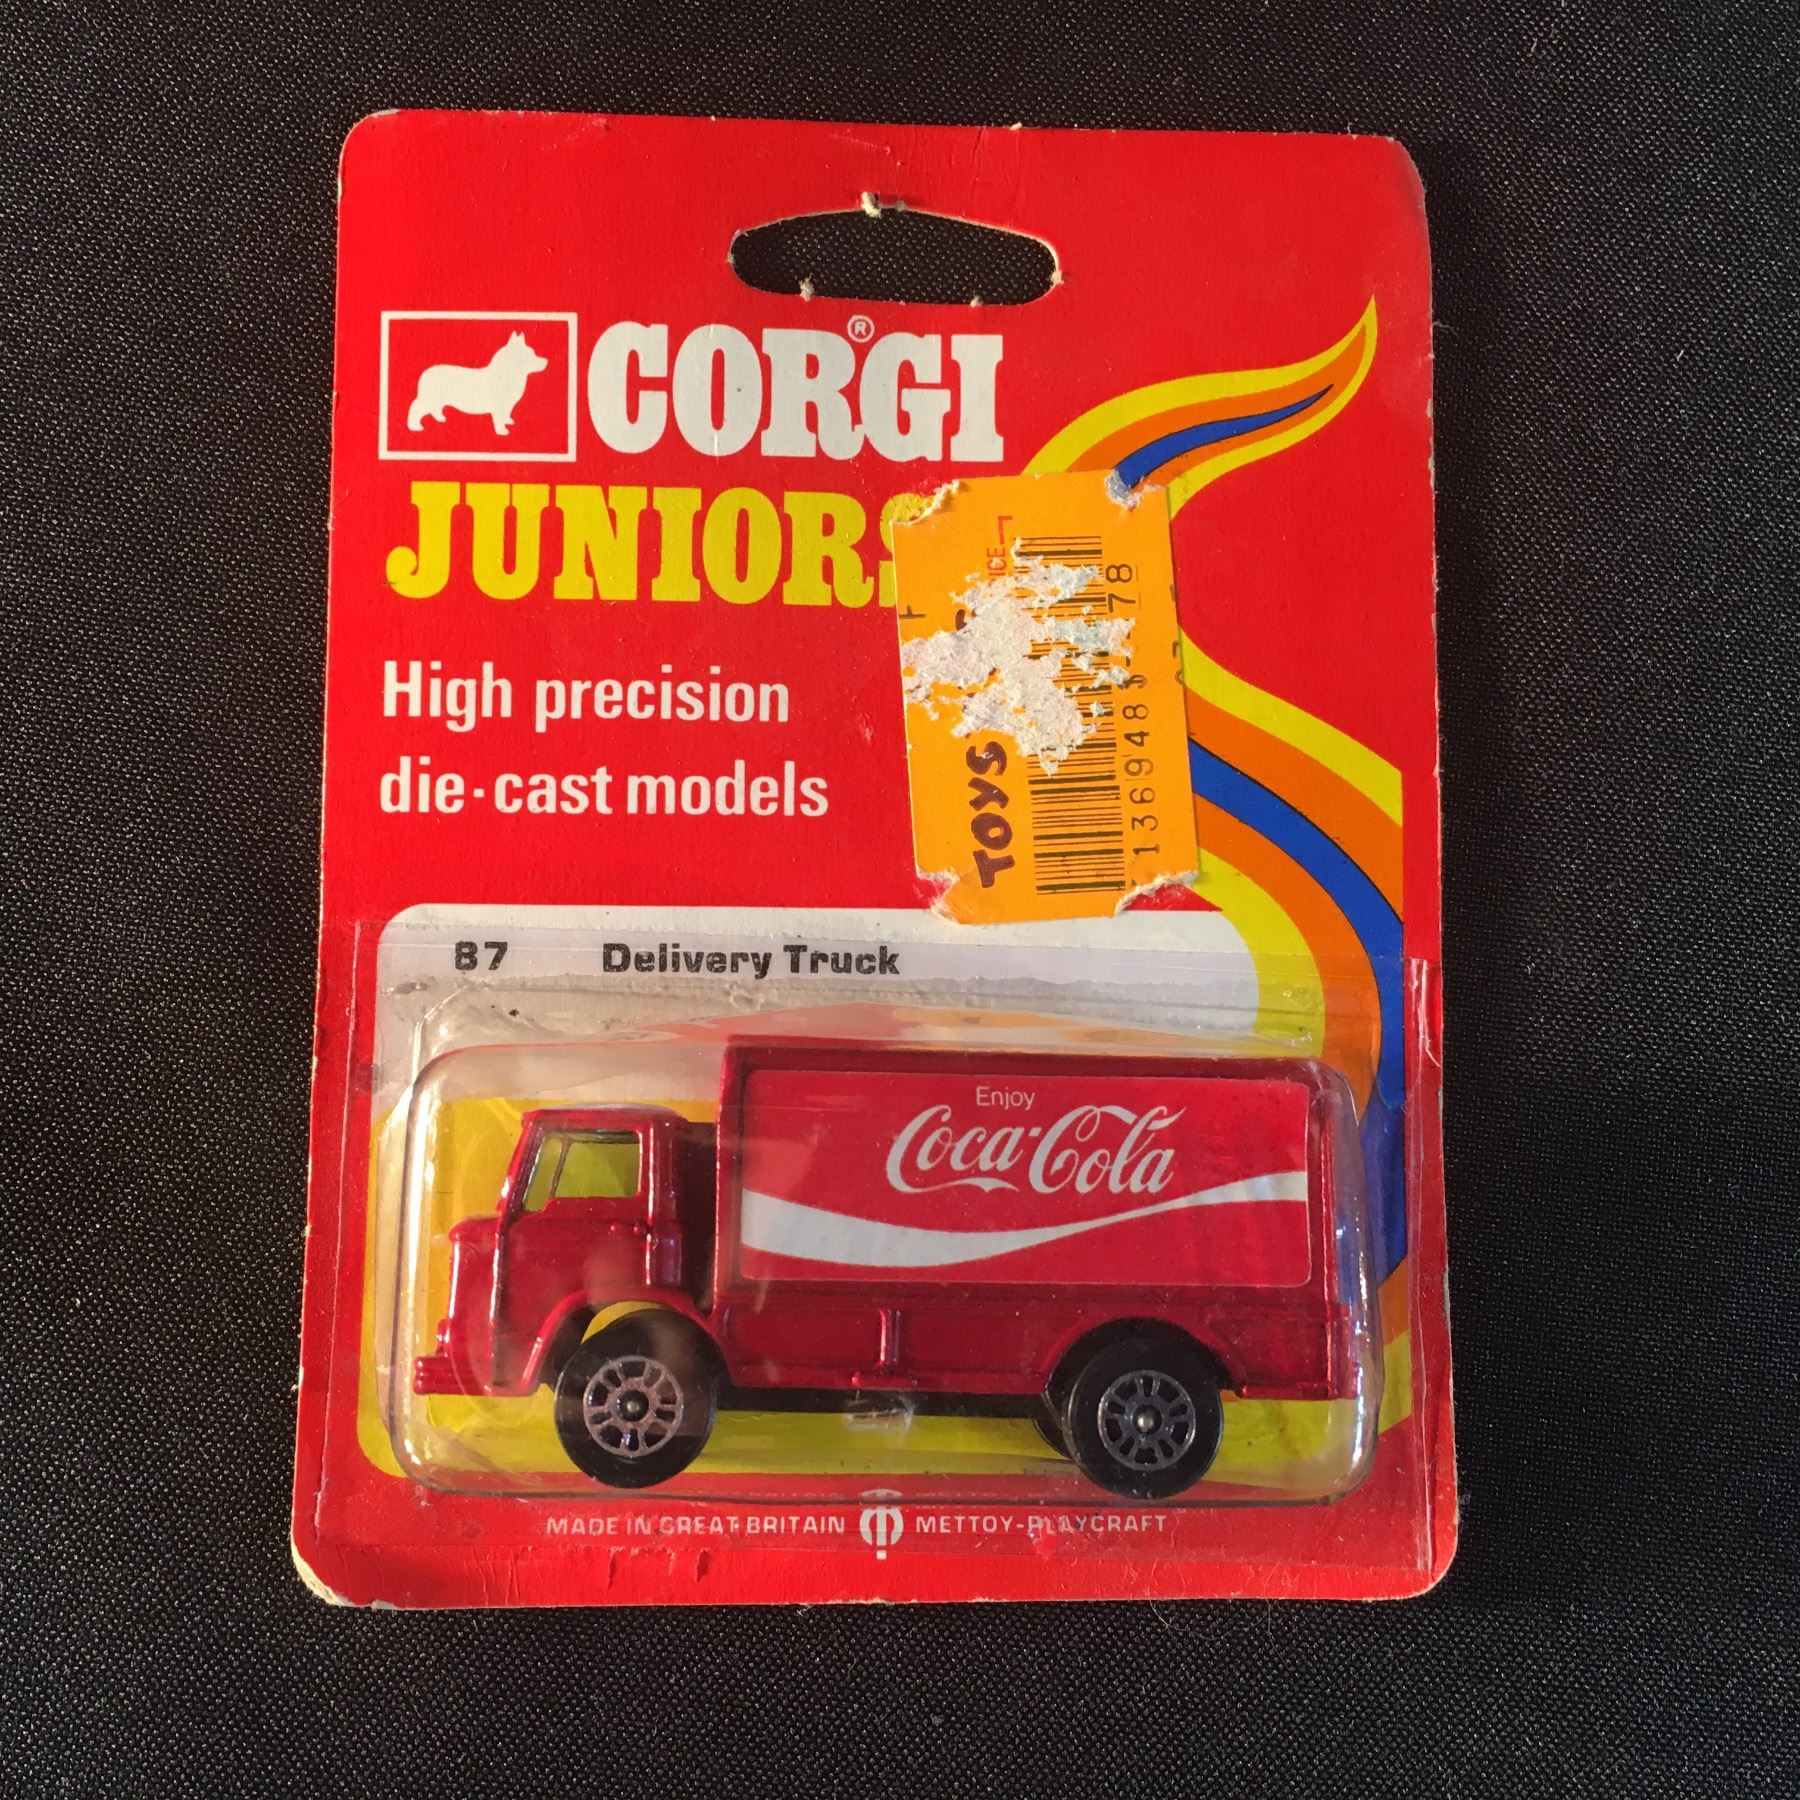 CORGI®
JUNIORS
High precision
die-cast models
TOYS
87 Delivery Truck
Enjoy
Coca-Cola
MADE IN GREAT BRITAIN METTOY-PLAYCRAFT